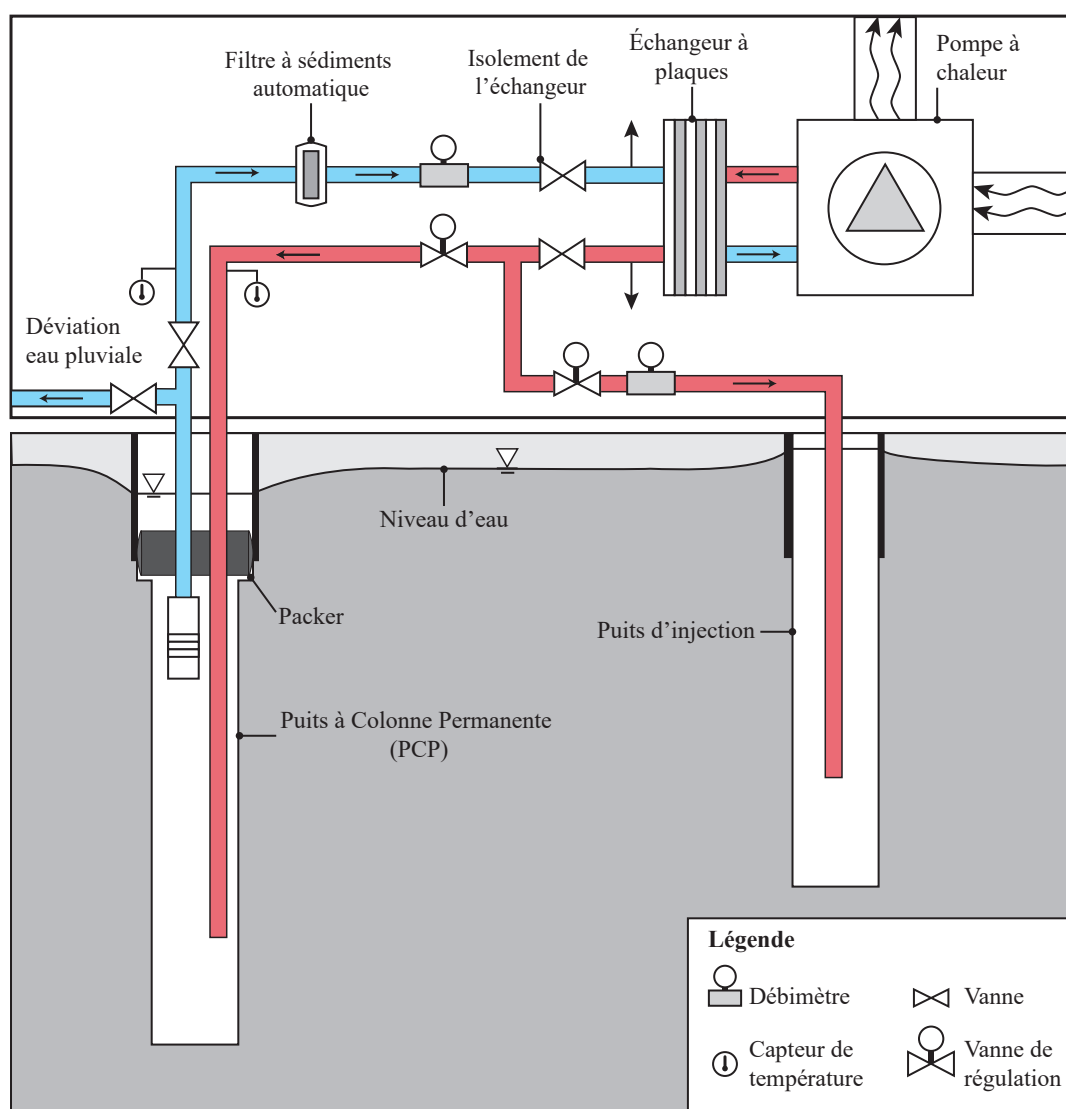 Filtre à sédiments
automatique
Isolement de
l’échangeur
Échangeur à
plaques
Pompe à
chaleur
Déviation
eau pluviale
Niveau d’eau
Packer
Puits d’injection
Puits à Colonne Permanente
(PCP)
Légende
Débimètre
Vanne
Capteur de
température
Vanne de
régulation